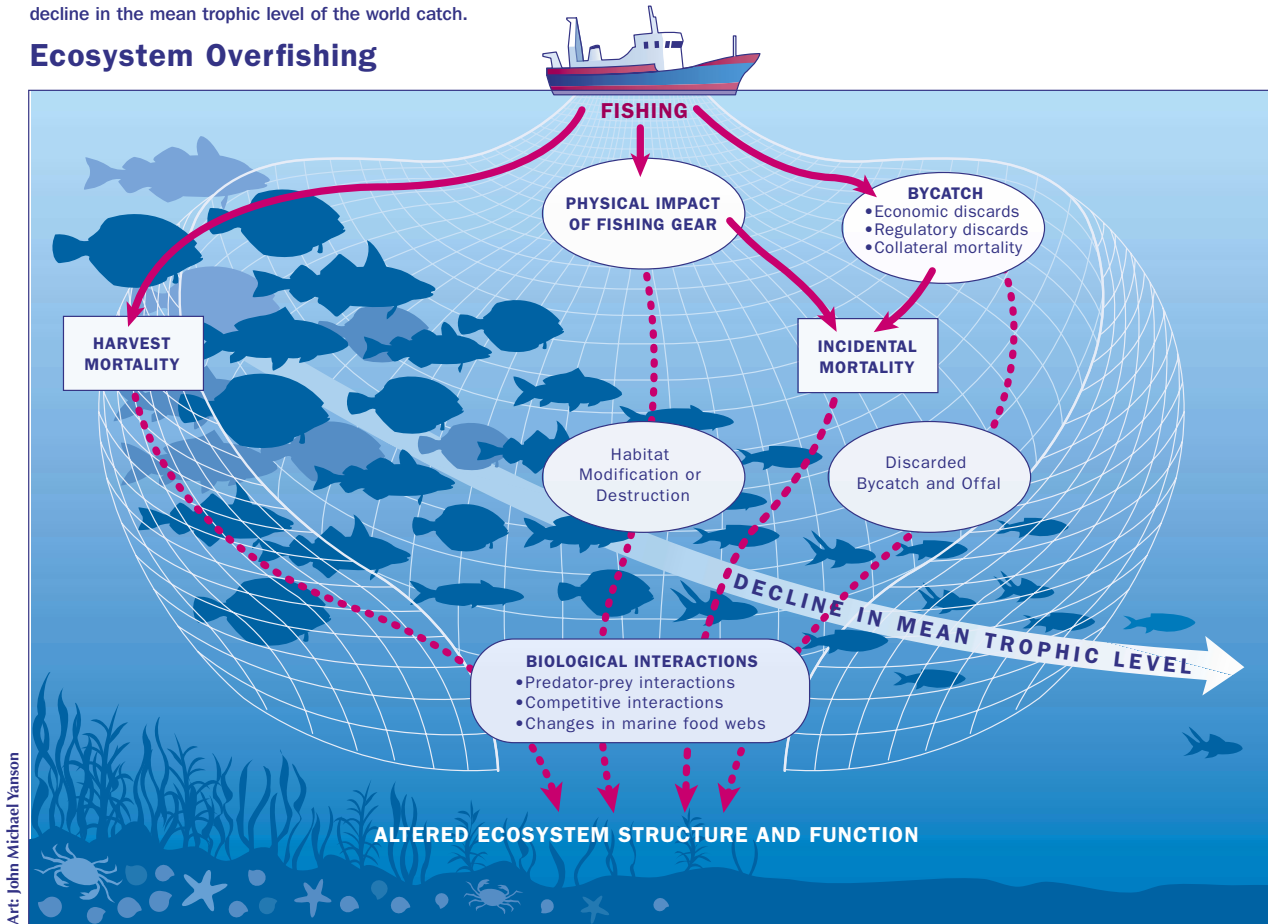 decline in the mean trophic level of the world catch.
Ecosystem Overfishing
FISHING
PHYSICAL IMPACT
OF FISHING GEAR
BYCATCH
•Economic discards
•Regulatory discards
•Collateral mortality
HARVEST
MORTALITY
INCIDENTAL
MORTALITY
Habitat
Modification or
Destruction
Discarded
Bycatch and Offal
DECLINE IN MEAN TROPHIC LEVEL
BIOLOGICAL INTERACTIONS
•Predator-prey interactions
•Competitive interactions
•Changes in marine food webs
ALTERED ECOSYSTEM STRUCTURE AND FUNCTION
Art: John Michael Yanson